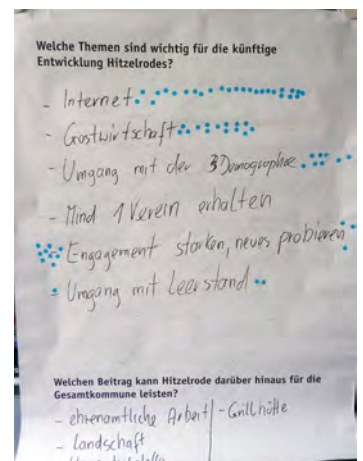 Welche Themen sind wichtig für die künftige
Entwicklung Hitzelrodes?
- Internet
- Gastwirtschaft
- Umgang mit der Demographie
- Mind 1 Verein erhalten
- Engagement stärken, neues probieren
- Umgang mit Leerstand
Welchen Beitrag kann Hitzelrode darüber hinaus für die
Gesamtkommune leisten?
- ehrenamtliche Arbeit | - Grillhütte
- Landschaft